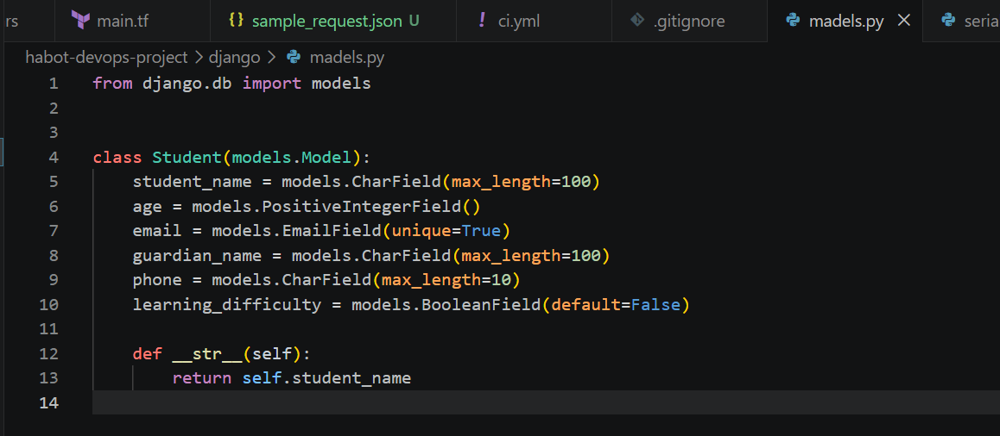 rs main.tf {} sample_request.json U ! ci.yml .gitignore madels.py × seria
habot-devops-project > django > madels.py
1 from django.db import models
2
3
4 class Student(models.Model):
5     student_name = models.CharField(max_length=100)
6     age = models.PositiveIntegerField()
7     email = models.EmailField(unique=True)
8     guardian_name = models.CharField(max_length=100)
9     phone = models.CharField(max_length=10)
10     learning_difficulty = models.BooleanField(default=False)
11
12     def __str__(self):
13         return self.student_name
14